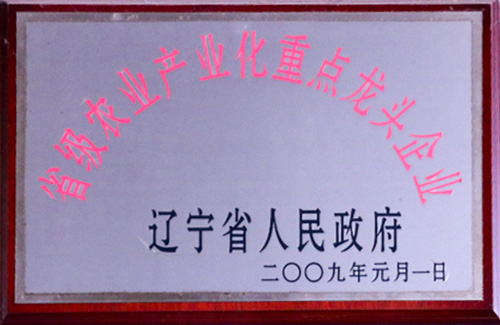 省级农业产业化重点龙头企业
辽宁省人民政府
二〇〇九年元月一日